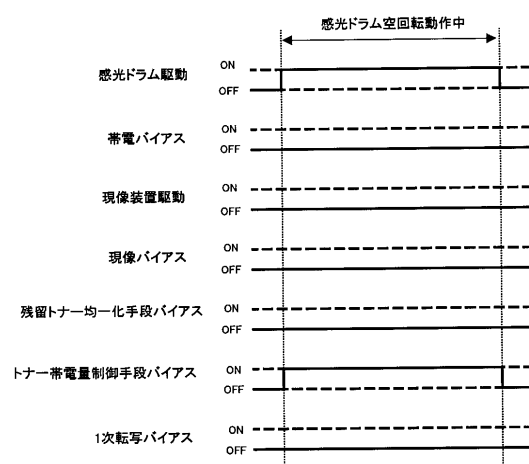 感光ドラム空回転動作中
感光ドラム駆動
ON
OFF
帯電バイアス
ON
OFF
現像装置駆動
ON
OFF
現像バイアス
ON
OFF
残留トナー均一化手段バイアス
ON
OFF
トナー帯電量制御手段バイアス
ON
OFF
1次転写バイアス
ON
OFF